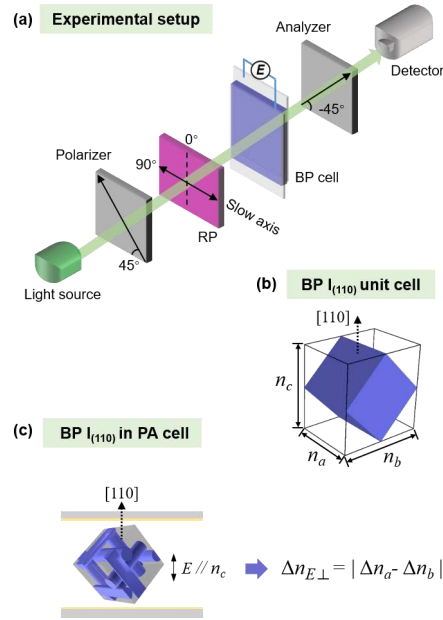 (a) Experimental setup
Analyzer
E
Detector
-45°
0°
Polarizer
90°
BP cell
Slow axis
RP
45°
Light source
(b) BP I(110) unit cell
[110]
nc
na
nb
(c) BP I(110) in PA cell
[110]
E // nc
ΔnE⊥ = | Δna- Δnb |